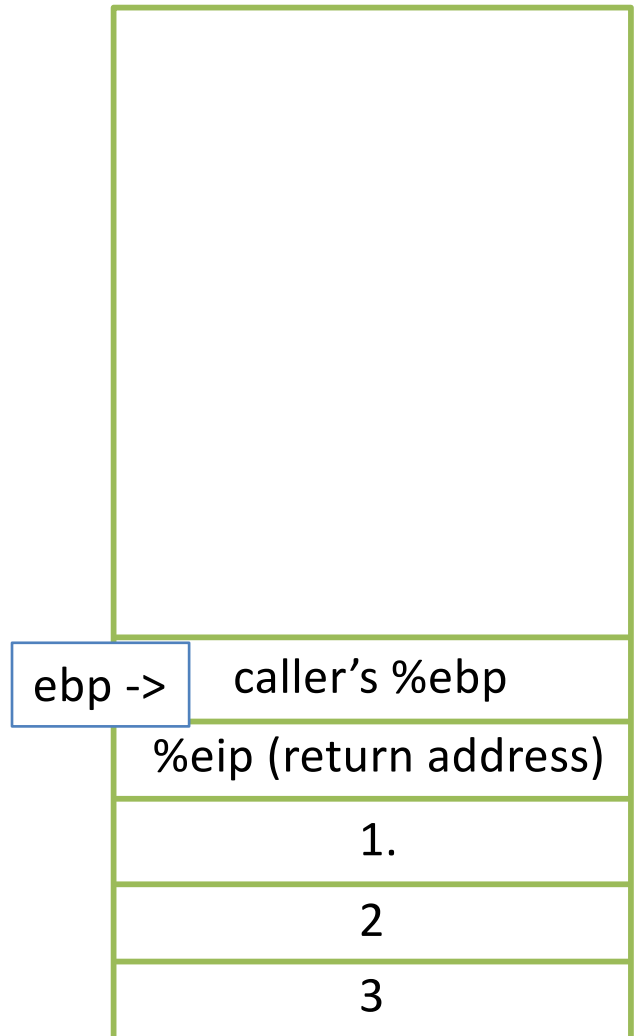 ebp -> caller’s %ebp
%eip (return address)
1.
2
3